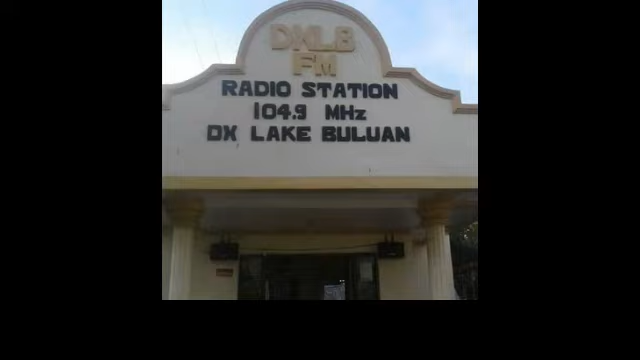 DXLB
FM
RADIO STATION
104.9 MHz
DX LAKE BULUAN